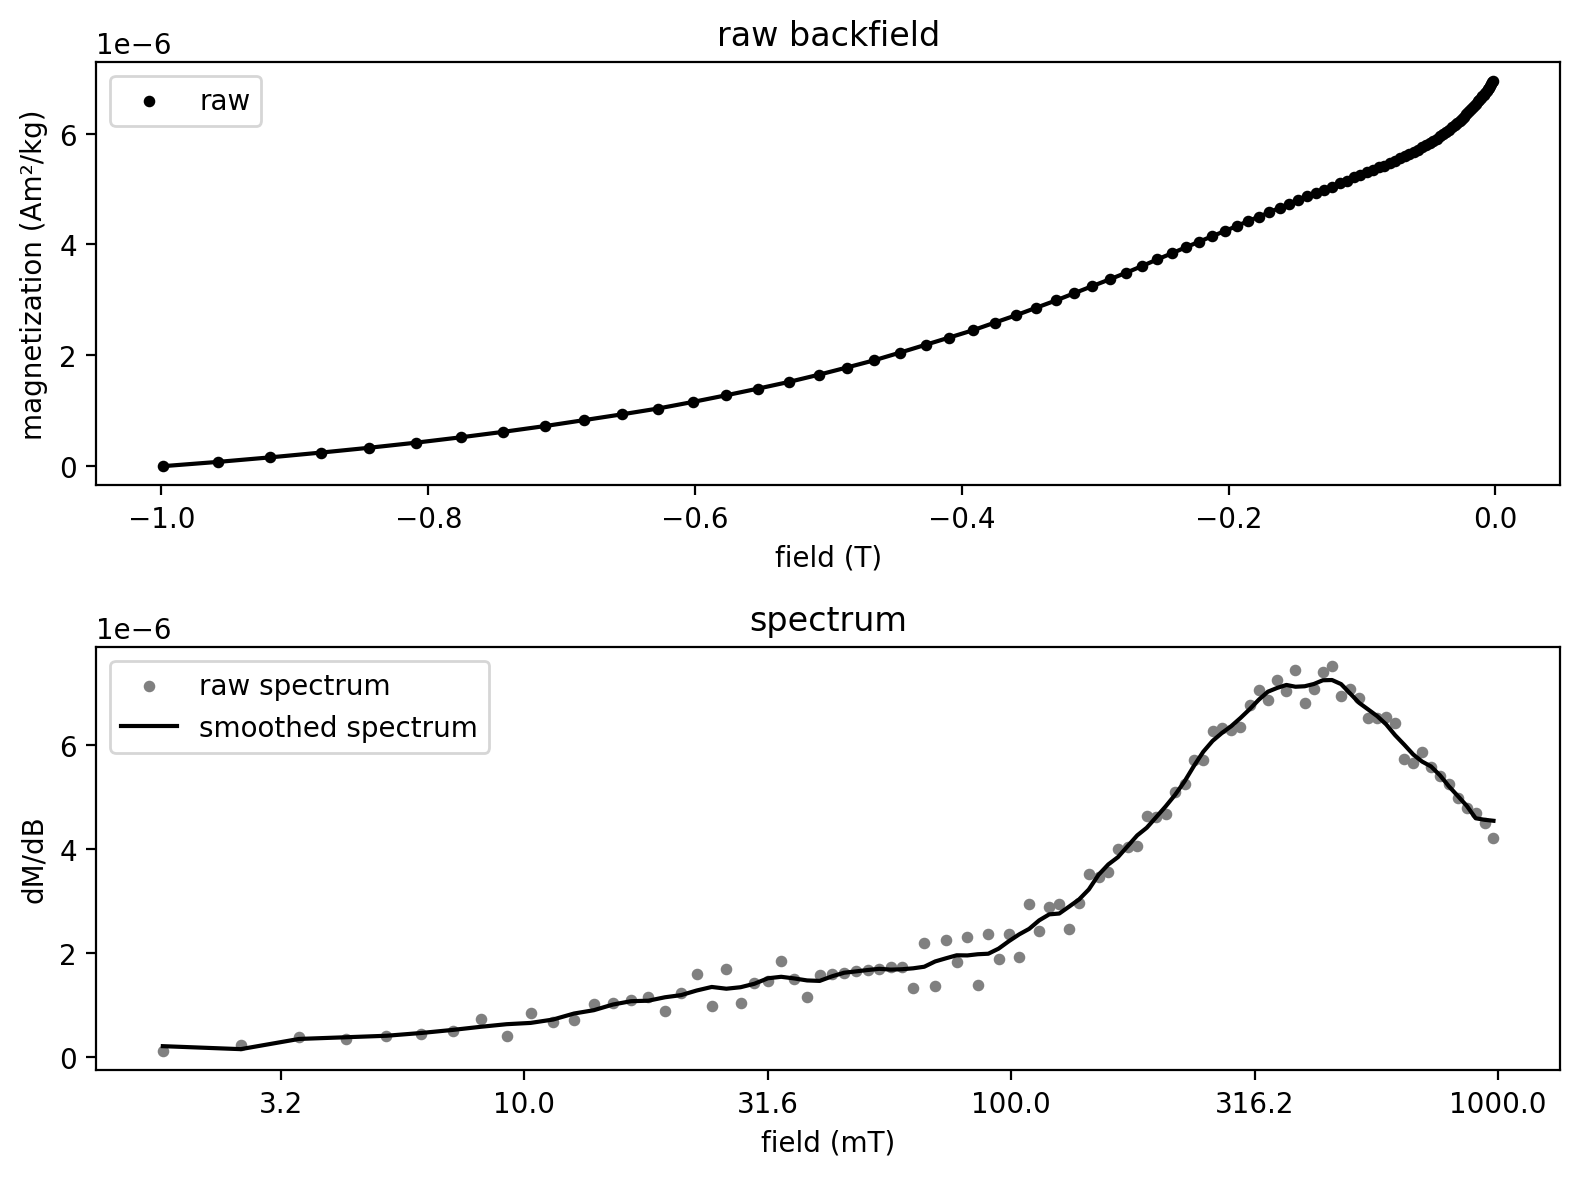 raw backfield
1e−6
raw
6
4
2
0
magnetization (Am²/kg)
−1.0 −0.8 −0.6 −0.4 −0.2 0.0
field (T)
spectrum
1e−6
raw spectrum
smoothed spectrum
6
4
2
0
dM/dB
3.2 10.0 31.6 100.0 316.2 1000.0
field (mT)